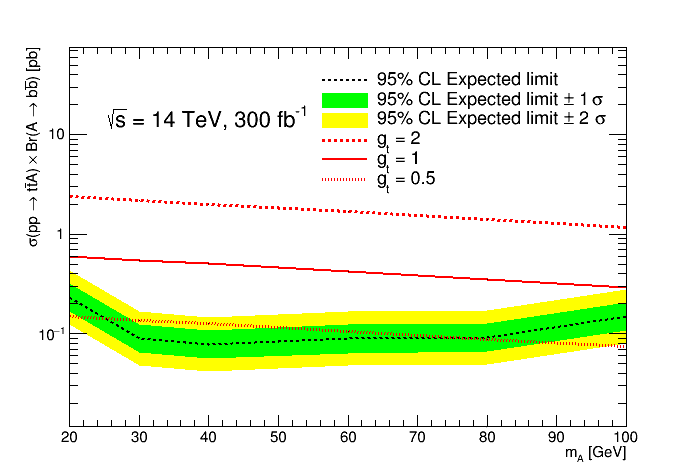 σ(pp → tt̄A) × Br(A → bb̄) [pb]
95% CL Expected limit
95% CL Expected limit ± 1 σ
95% CL Expected limit ± 2 σ
g_t = 2
g_t = 1
g_t = 0.5
√s = 14 TeV, 300 fb⁻¹
10
1
10⁻¹
20 30 40 50 60 70 80 90 100
m_A [GeV]